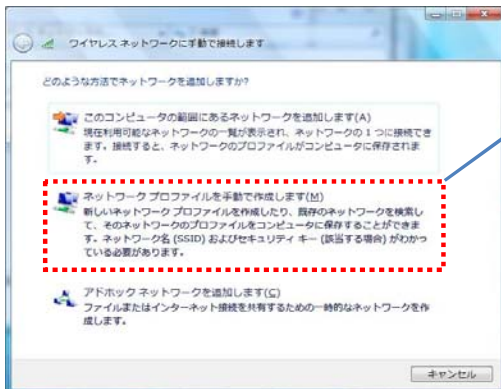 ワイヤレス ネットワークに手動で接続します
どのような方法でネットワークを追加しますか?
このコンピュータの範囲にあるネットワークを追加します(A)
現在利用可能なネットワークの一覧が表示され、ネットワークの 1 つに接続でき
ます。接続すると、ネットワークのプロファイルがコンピュータに保存されま
す。
ネットワーク プロファイルを手動で作成します(M)
新しいネットワーク プロファイルを作成したり、既存のネットワークを検索し
て、そのネットワークのプロファイルをコンピュータに保存することができま
す。ネットワーク名 (SSID) およびセキュリティ キー (該当する場合) がわかっ
ている必要があります。
アドホック ネットワークを追加します(C)
ファイルまたはインターネット接続を共有するための一時的なネットワークを作
成します。
キャンセル